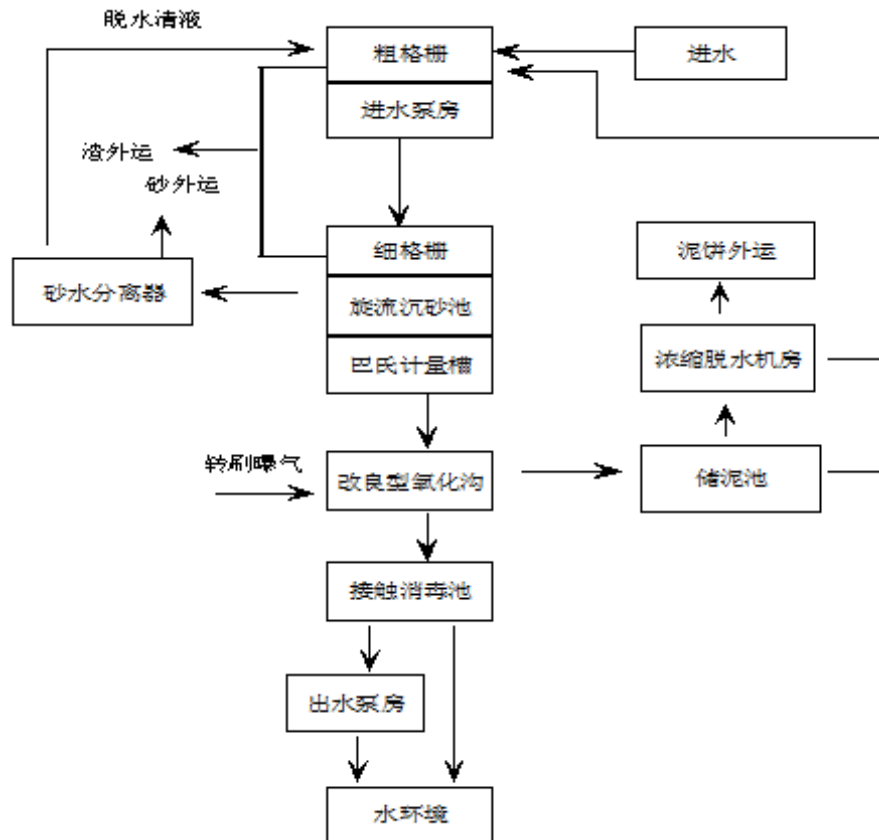 脱水清液
粗格栅
进水
进水泵房
渣外运
砂外运
细格栅
泥饼外运
砂水分离器
旋流沉砂池
巴氏计量槽
浓缩脱水机房
转刷曝气
改良型氧化沟
储泥池
接触消毒池
出水泵房
水环境